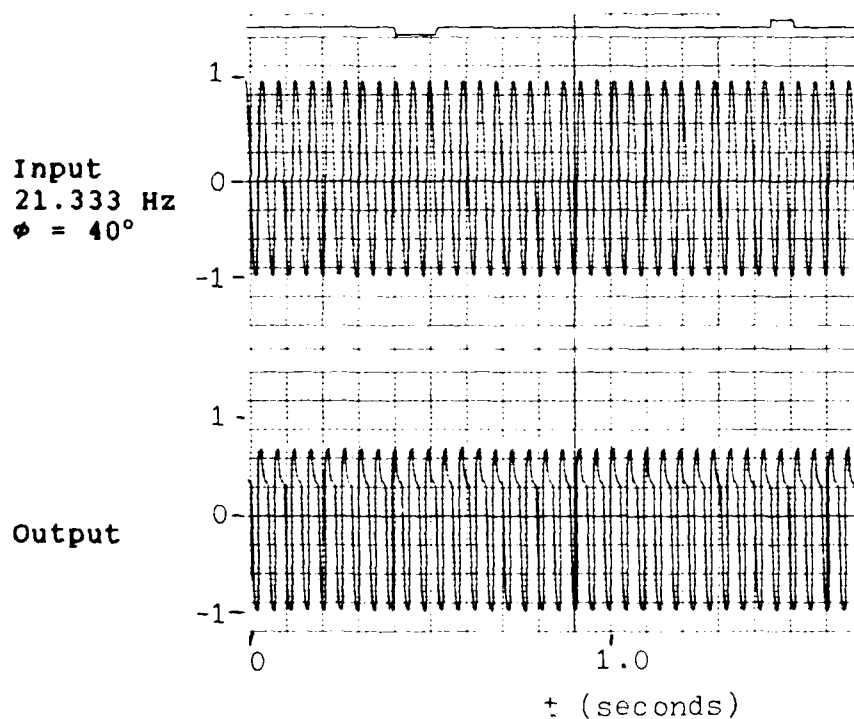 1
Input
21.333 Hz
φ = 40°
0
-1
1
Output
0
-1
0
1.0
t (seconds)